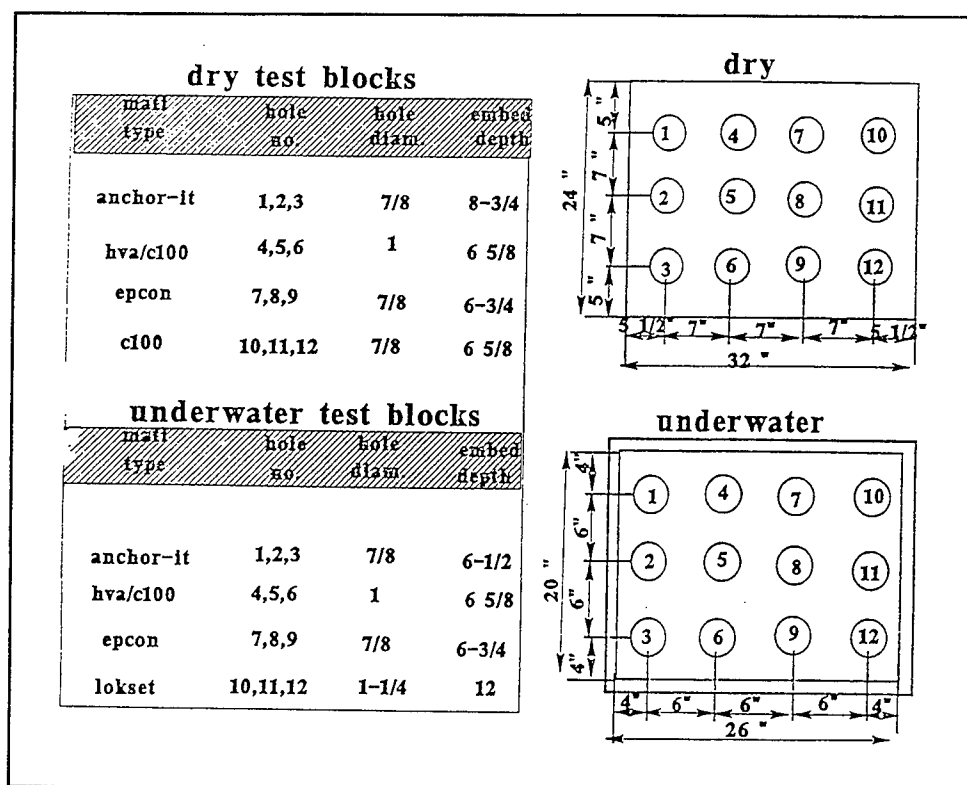 dry test blocks
matl type hole no. hole diam. embed depth
anchor-it 1,2,3 7/8 8-3/4
hva/c100 4,5,6 1 6 5/8
epcon 7,8,9 7/8 6-3/4
c100 10,11,12 7/8 6 5/8
underwater test blocks
matl type hole no. hole diam. embed depth
anchor-it 1,2,3 7/8 6-1/2
hva/c100 4,5,6 1 6 5/8
epcon 7,8,9 7/8 6-3/4
lokset 10,11,12 1-1/4 12
dry
24 "
5 "
7 "
7 "
5 "
1 4 7 10
2 5 8 11
3 6 9 12
5 1/2" 7" 7" 7" 5 1/2"
32 "
underwater
20 "
4"
6"
6"
4"
1 4 7 10
2 5 8 11
3 6 9 12
4" 6" 6" 6" 4"
26 "